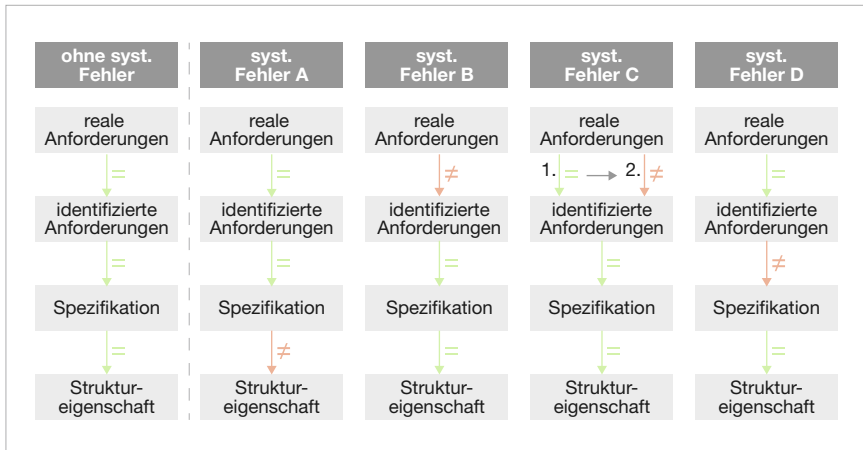 ohne syst.
Fehler
syst.
Fehler A
syst.
Fehler B
syst.
Fehler C
syst.
Fehler D
reale
Anforderungen
reale
Anforderungen
reale
Anforderungen
reale
Anforderungen
reale
Anforderungen
=
=
≠
1. = 2. ≠
=
identifizierte
Anforderungen
identifizierte
Anforderungen
identifizierte
Anforderungen
identifizierte
Anforderungen
identifizierte
Anforderungen
=
=
=
=
≠
Spezifikation
Spezifikation
Spezifikation
Spezifikation
Spezifikation
=
≠
=
=
=
Struktur-
eigenschaft
Struktur-
eigenschaft
Struktur-
eigenschaft
Struktur-
eigenschaft
Struktur-
eigenschaft